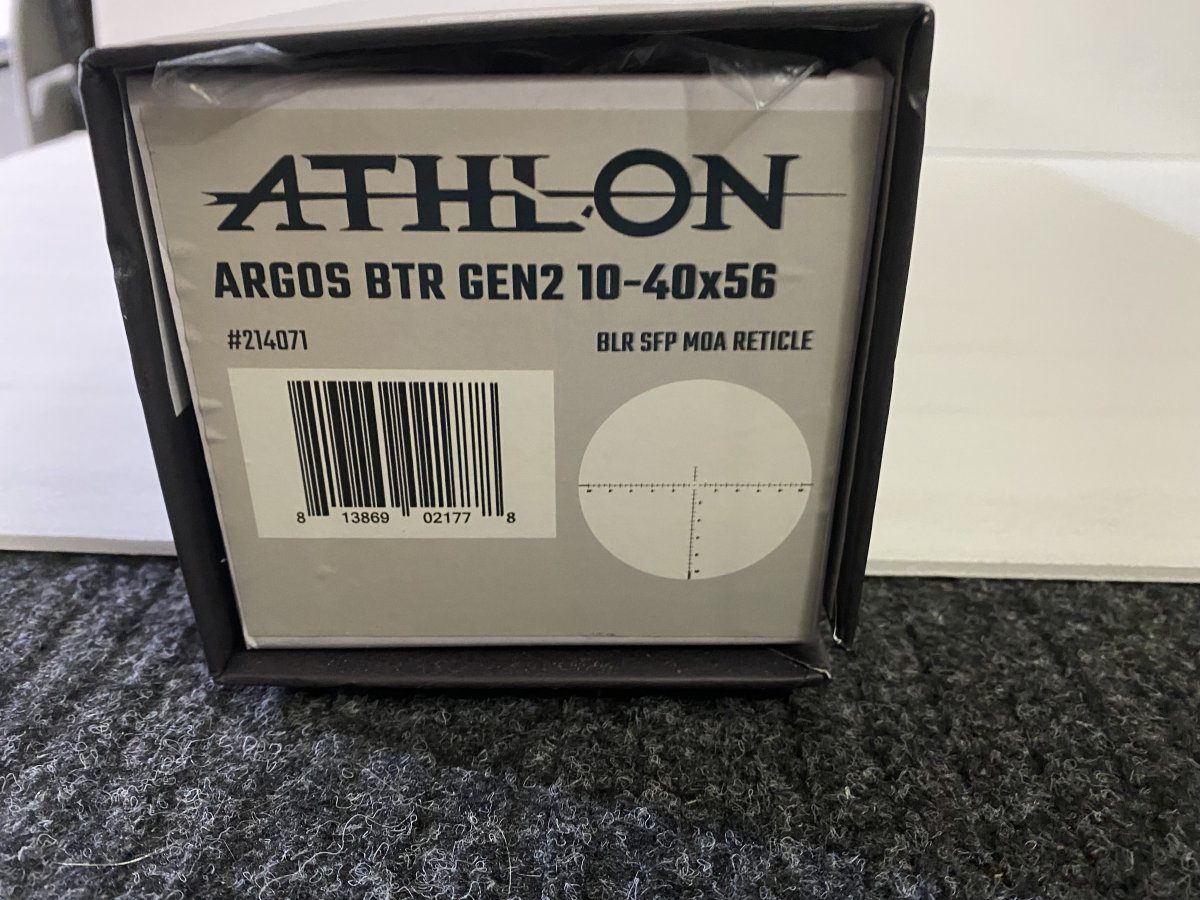 ATHLON
ARGOS BTR GEN2 10-40x56
#214071
BLR SFP MOA RETICLE
8 13869 02177 8